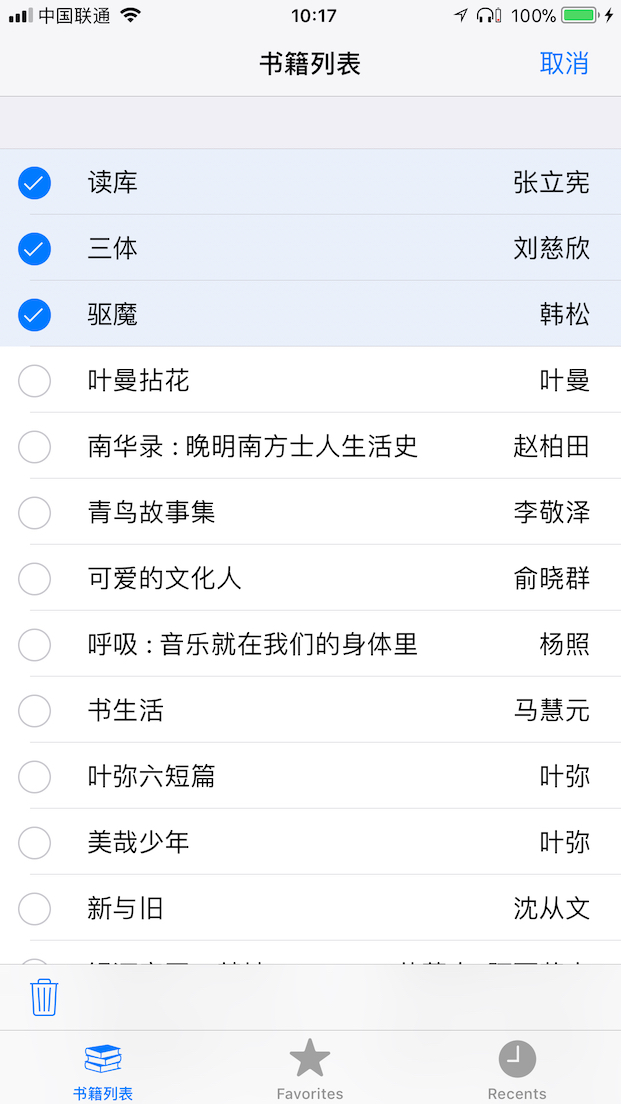 中国联通 10:17 100%
书籍列表 取消
读库 张立宪
三体 刘慈欣
驱魔 韩松
叶曼拈花 叶曼
南华录 : 晚明南方士人生活史 赵柏田
青鸟故事集 李敬泽
可爱的文化人 俞晓群
呼吸 : 音乐就在我们的身体里 杨照
书生活 马慧元
叶弥六短篇 叶弥
美哉少年 叶弥
新与旧 沈从文
书籍列表 Favorites Recents